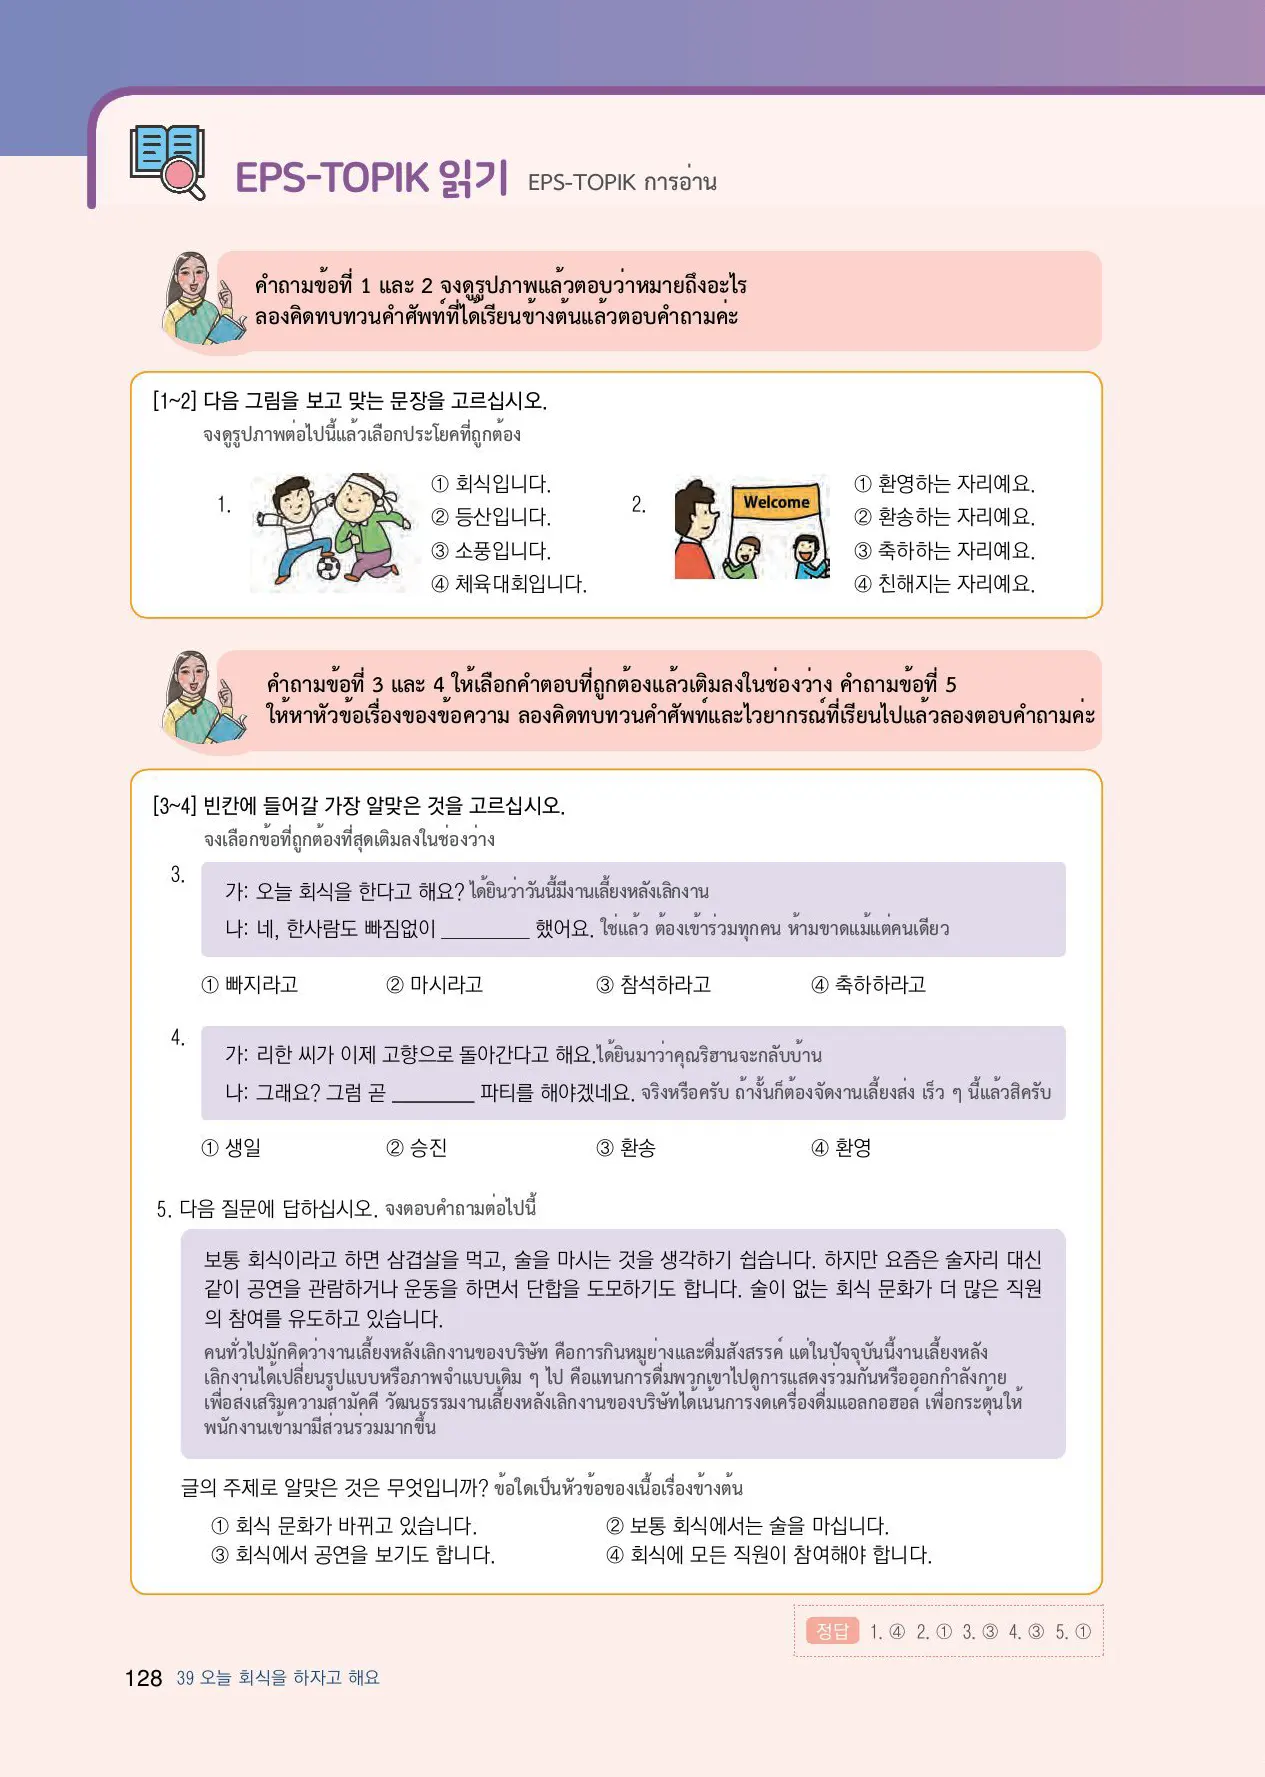 EPS-TOPIK 읽기 EPS-TOPIK การอ่าน
คำถามข้อที่ 1 และ 2 จงดูรูปภาพแล้วตอบว่าหมายถึงอะไร
ลองคิดทบทวนคำศัพท์ที่ได้เรียนข้างต้นแล้วตอบคำถามค่ะ
[1~2] 다음 그림을 보고 맞는 문장을 고르십시오.
จงดูรูปภาพต่อไปนี้แล้วเลือกประโยคที่ถูกต้อง
1.
① 회식입니다.
② 등산입니다.
③ 소풍입니다.
④ 체육대회입니다.
2.
Welcome
① 환영하는 자리예요.
② 환송하는 자리예요.
③ 축하하는 자리예요.
④ 친해지는 자리예요.
คำถามข้อที่ 3 และ 4 ให้เลือกคำตอบที่ถูกต้องแล้วเติมลงในช่องว่าง คำถามข้อที่ 5
ให้หาหัวข้อเรื่องของข้อความ ลองคิดทบทวนคำศัพท์และไวยากรณ์ที่เรียนไปแล้วลองตอบคำถามค่ะ
[3~4] 빈칸에 들어갈 가장 알맞은 것을 고르십시오.
จงเลือกข้อที่ถูกต้องที่สุดเติมลงในช่องว่าง
3.
가: 오늘 회식을 한다고 해요? ได้ยินว่าวันนี้มีงานเลี้ยงหลังเลิกงาน
나: 네, 한사람도 빠짐없이 ________ 했어요. ใช่แล้ว ต้องเข้าร่วมทุกคน ห้ามขาดแม้แต่คนเดียว
① 빠지라고 ② 마시라고 ③ 참석하라고 ④ 축하하라고
4.
가: 리한 씨가 이제 고향으로 돌아간다고 해요. ได้ยินมาว่าคุณริฮานจะกลับบ้าน
나: 그래요? 그럼 곧 ________ 파티를 해야겠네요. จริงหรือครับ ถ้างั้นก็ต้องจัดงานเลี้ยงส่ง เร็ว ๆ นี้แล้วสิครับ
① 생일 ② 승진 ③ 환송 ④ 환영
5. 다음 질문에 답하십시오. จงตอบคำถามต่อไปนี้
보통 회식이라고 하면 삼겹살을 먹고, 술을 마시는 것을 생각하기 쉽습니다. 하지만 요즘은 술자리 대신
같이 공연을 관람하거나 운동을 하면서 단합을 도모하기도 합니다. 술이 없는 회식 문화가 더 많은 직원
의 참여를 유도하고 있습니다.
คนทั่วไปมักคิดว่างานเลี้ยงหลังเลิกงานของบริษัท คือการกินหมูย่างและดื่มสังสรรค์ แต่ในปัจจุบันนี้งานเลี้ยงหลัง
เลิกงานได้เปลี่ยนรูปแบบหรือภาพจำแบบเดิม ๆ ไป คือแทนการดื่มพวกเขาไปดูการแสดงร่วมกันหรือออกกำลังกาย
เพื่อส่งเสริมความสามัคคี วัฒนธรรมงานเลี้ยงหลังเลิกงานของบริษัทได้เน้นการงดเครื่องดื่มแอลกอฮอล์ เพื่อกระตุ้นให้
พนักงานเข้ามามีส่วนร่วมมากขึ้น
글의 주제로 알맞은 것은 무엇입니까? ข้อใดเป็นหัวข้อของเนื้อเรื่องข้างต้น
① 회식 문화가 바뀌고 있습니다. ② 보통 회식에서는 술을 마십니다.
③ 회식에서 공연을 보기도 합니다. ④ 회식에 모든 직원이 참여해야 합니다.
정답 1. ④ 2. ① 3. ③ 4. ③ 5. ①
128 39 오늘 회식을 하자고 해요